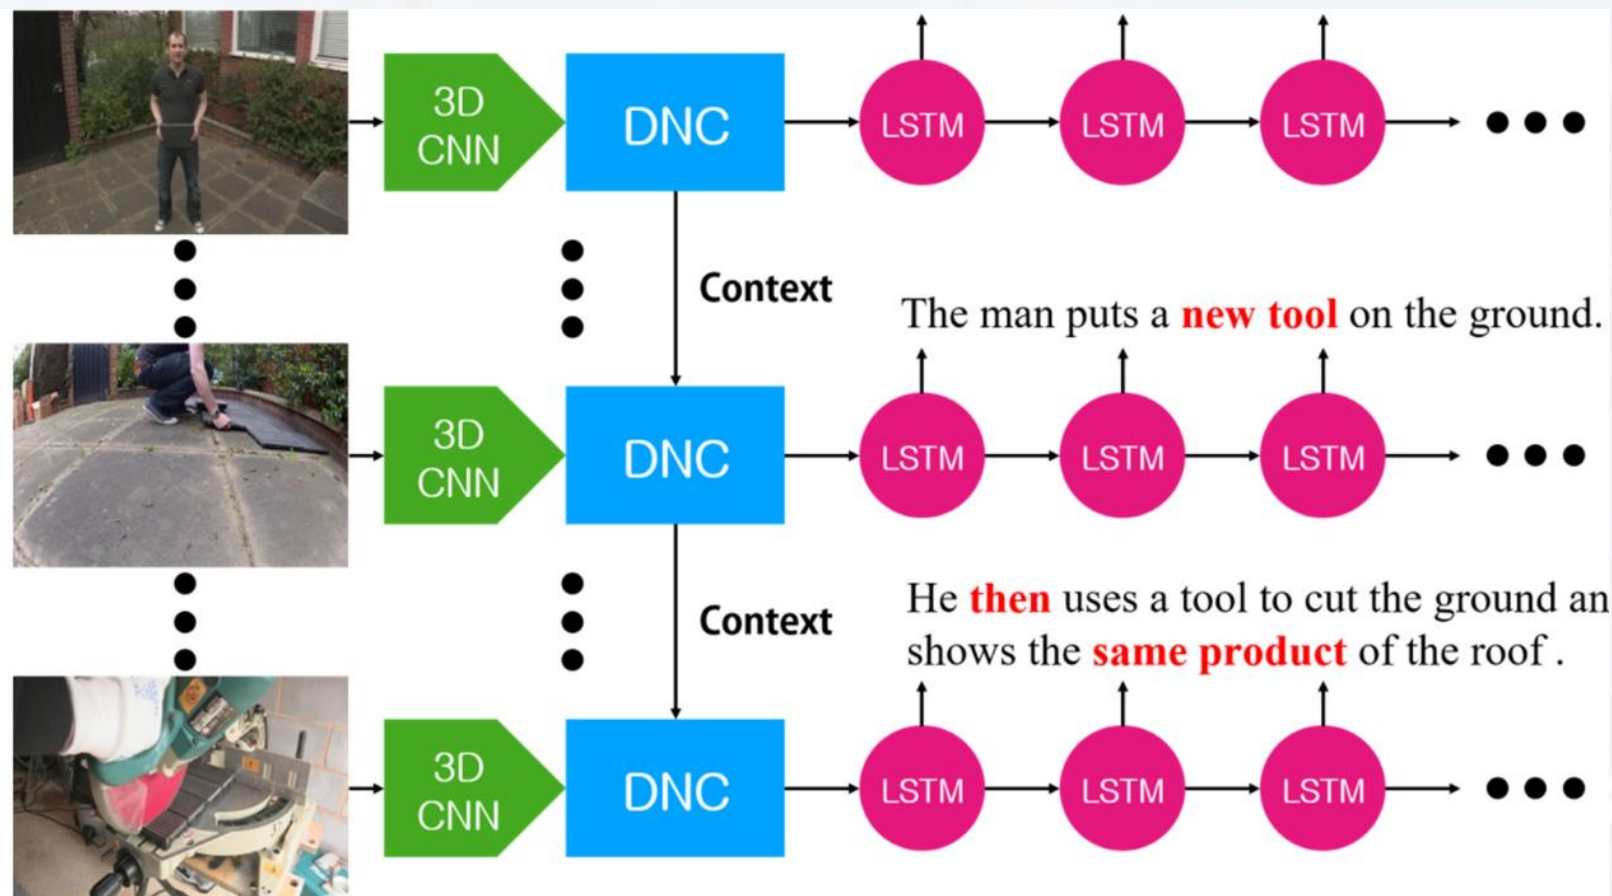 3D
CNN
DNC
LSTM
LSTM
LSTM
Context
The man puts a new tool on the ground.
3D
CNN
DNC
LSTM
LSTM
LSTM
Context
He then uses a tool to cut the ground an
shows the same product of the roof .
3D
CNN
DNC
LSTM
LSTM
LSTM